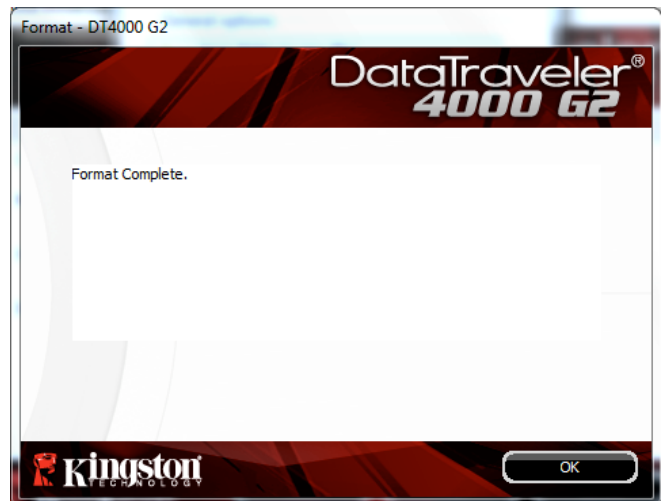 Format - DT4000 G2
DataTraveler®
4000 G2
Format Complete.
Kingston
TECHNOLOGY
OK